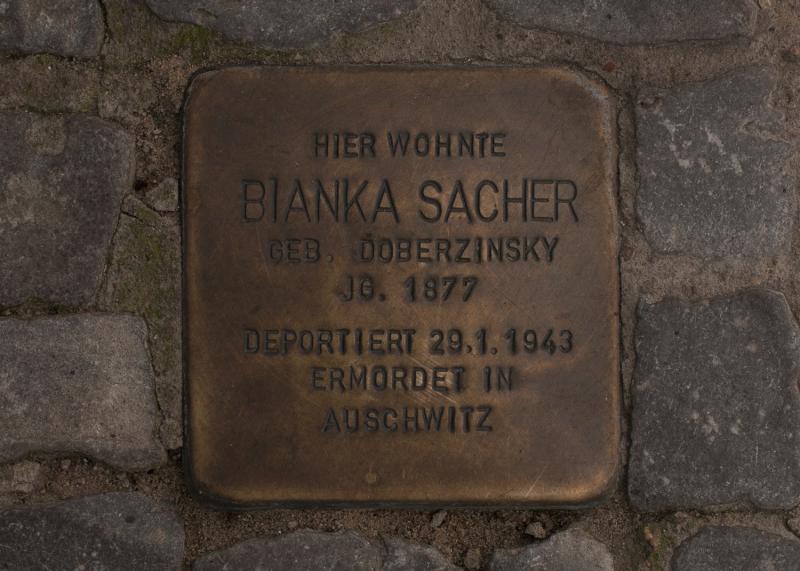 HIER WOHNTE
BIANKA SACHER
GEB. DOBERZINSKY
JG. 1877
DEPORTIERT 29.1.1943
ERMORDET IN
AUSCHWITZ